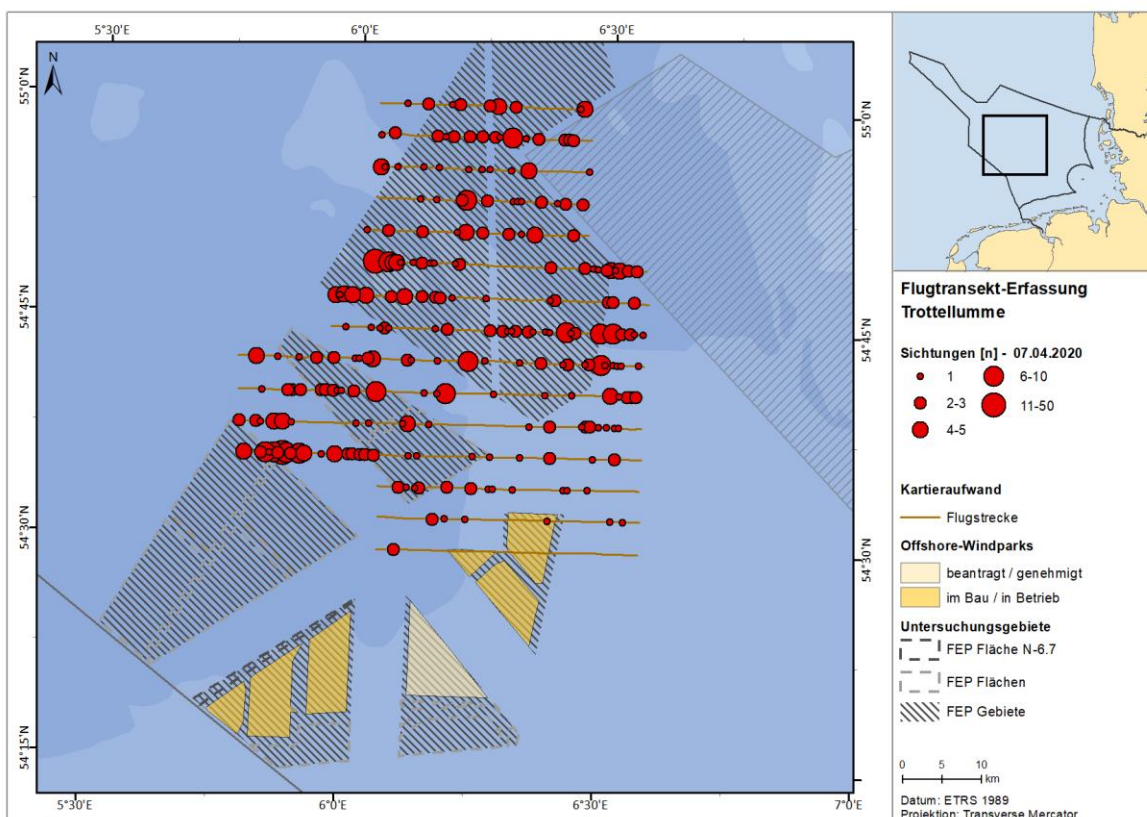 5°30'E
6°0'E
6°30'E
N
55°0'N
55°0'N
54°45'N
54°45'N
54°30'N
54°30'N
54°15'N
5°30'E
6°0'E
6°30'E
7°0'E
Flugtransekt-Erfassung
Trottellumme
Sichtungen [n] - 07.04.2020
1
6-10
2-3
11-50
4-5
Kartieraufwand
Flugstrecke
Offshore-Windparks
beantragt / genehmigt
im Bau / in Betrieb
Untersuchungsgebiete
FEP Fläche N-6.7
FEP Flächen
FEP Gebiete
0 5 10
km
Datum: ETRS 1989
Projektion: Transverse Mercator